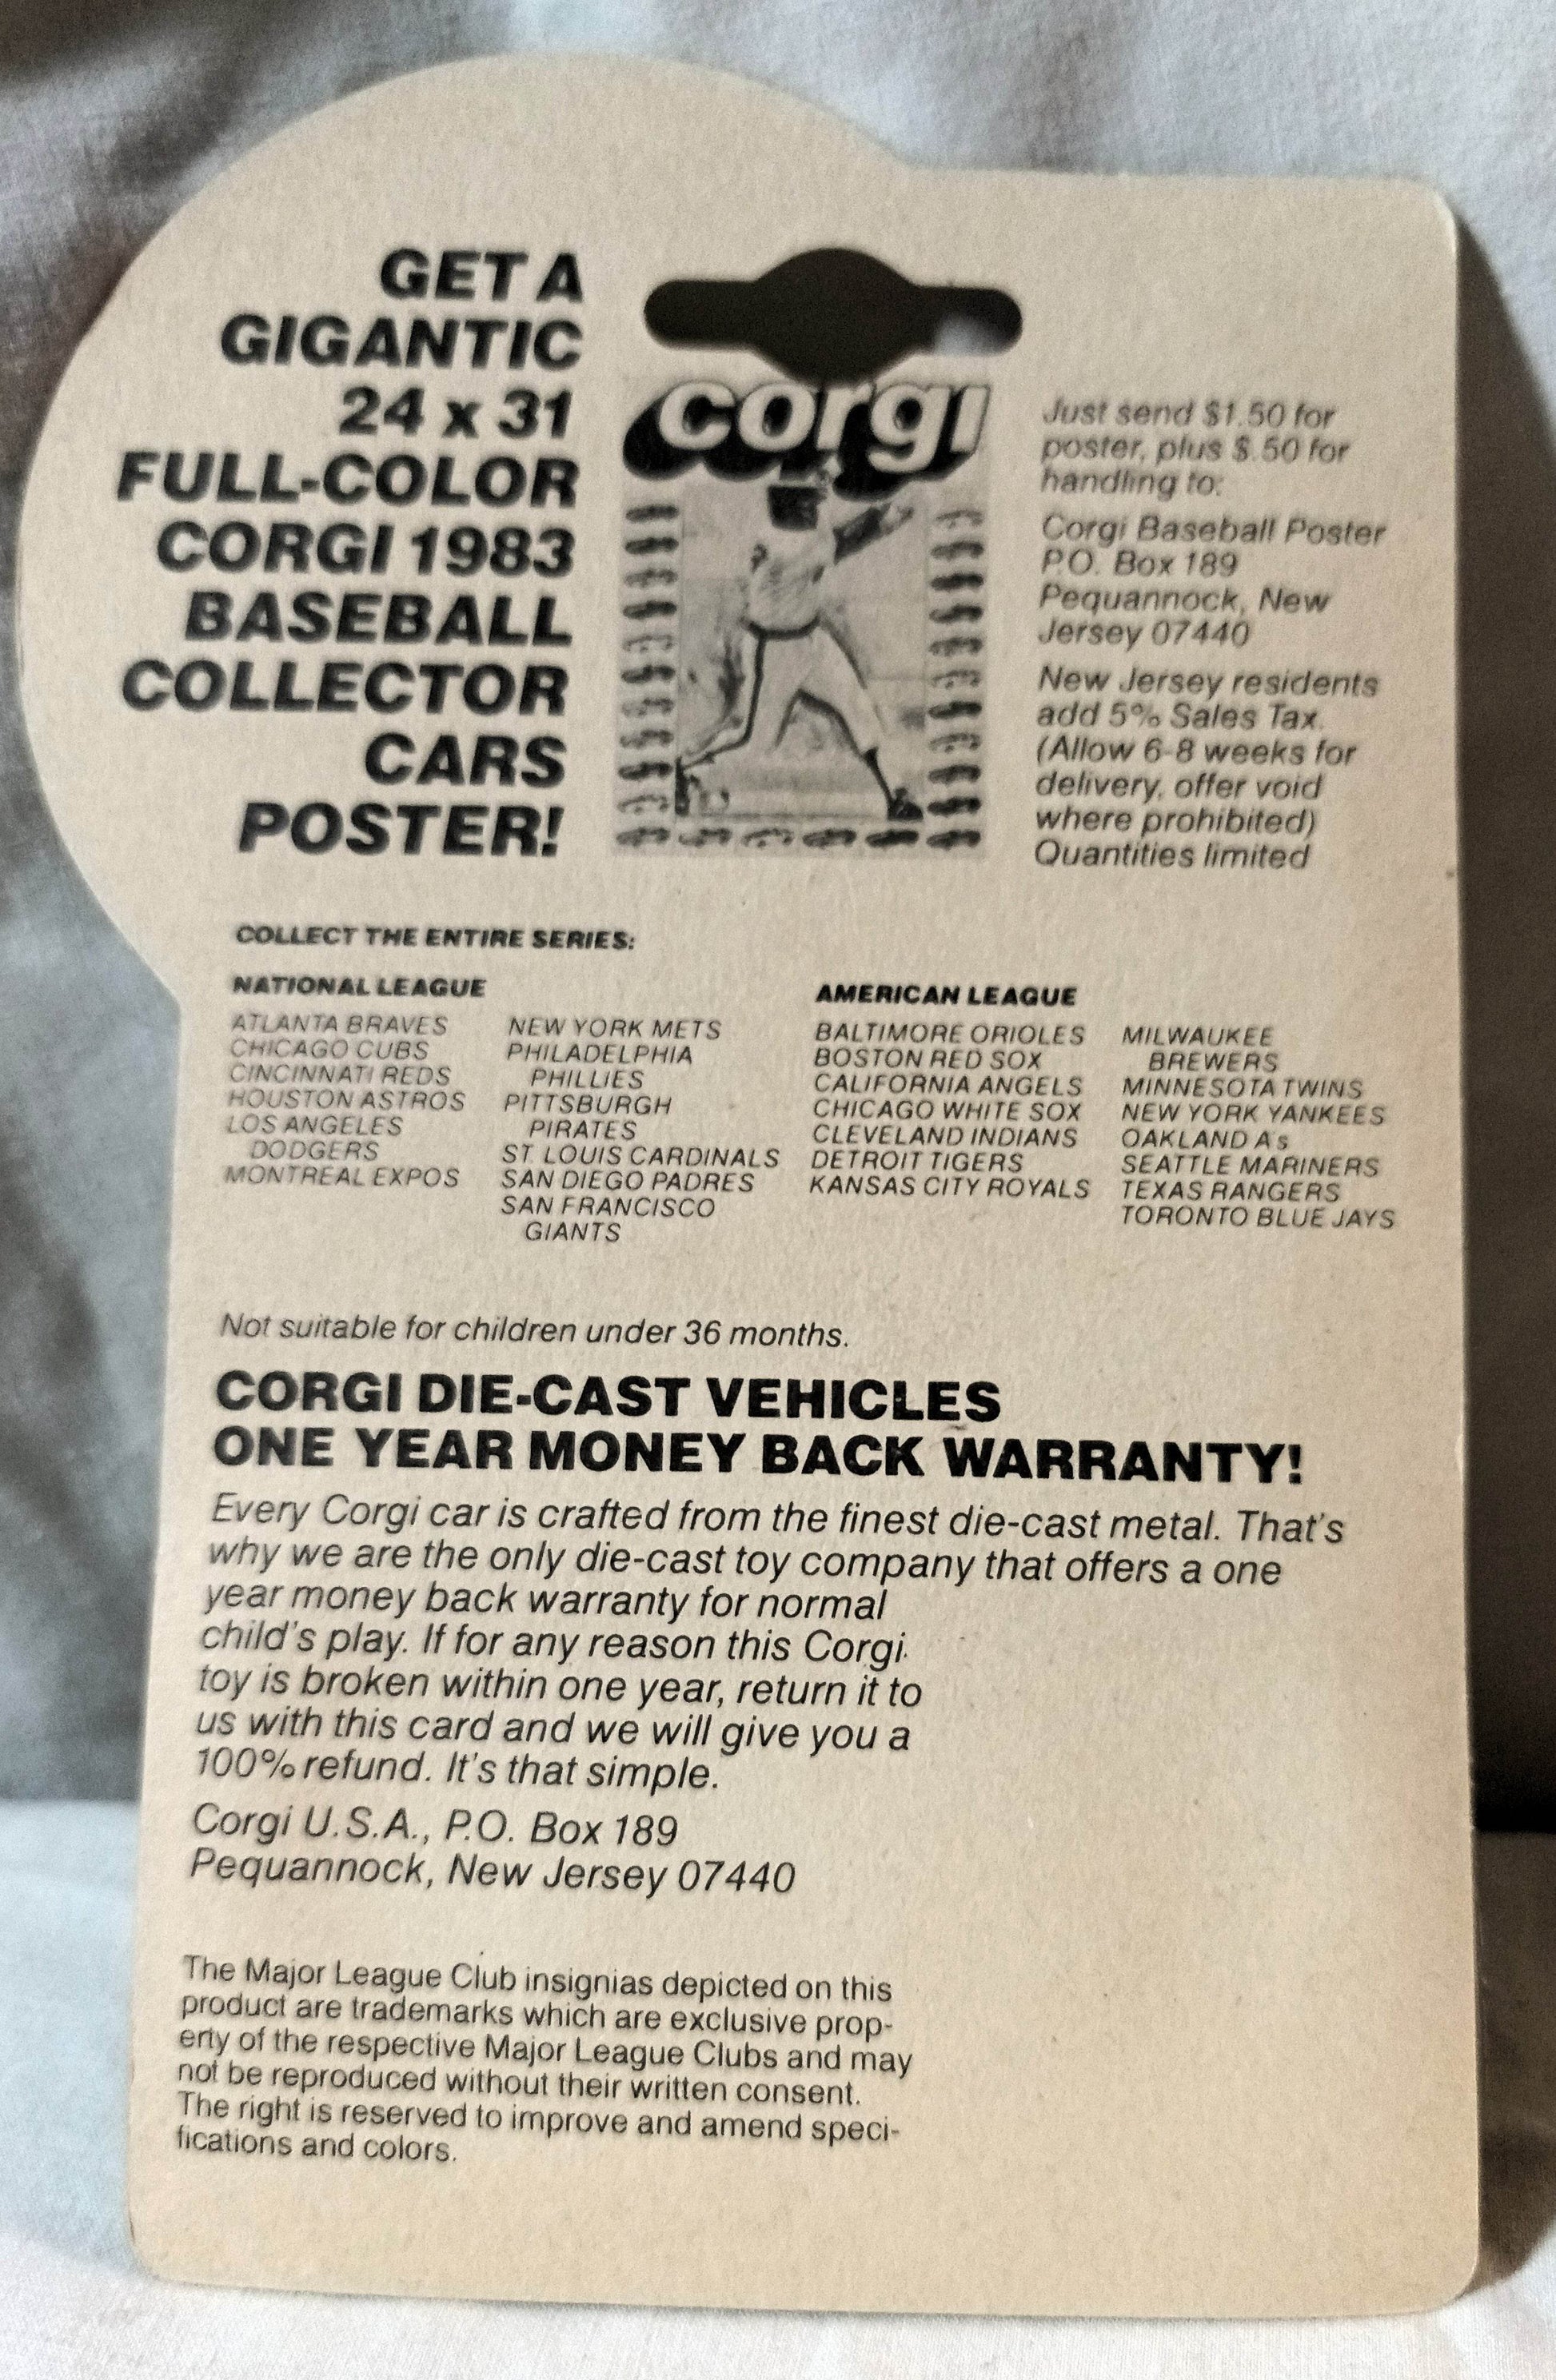 GET A
GIGANTIC
24 x 31
FULL-COLOR
CORGI 1983
BASEBALL
COLLECTOR
CARS
POSTER!
corgi
Just send $1.50 for
poster, plus $.50 for
handling to:
Corgi Baseball Poster
P.O. Box 189
Pequannock, New
Jersey 07440
New Jersey residents
add 5% Sales Tax.
(Allow 6-8 weeks for
delivery, offer void
where prohibited)
Quantities limited
COLLECT THE ENTIRE SERIES:
NATIONAL LEAGUE
ATLANTA BRAVES
CHICAGO CUBS
CINCINNATI REDS
HOUSTON ASTROS
LOS ANGELES
DODGERS
MONTREAL EXPOS
NEW YORK METS
PHILADELPHIA
PHILLIES
PITTSBURGH
PIRATES
ST. LOUIS CARDINALS
SAN DIEGO PADRES
SAN FRANCISCO
GIANTS
AMERICAN LEAGUE
BALTIMORE ORIOLES
BOSTON RED SOX
CALIFORNIA ANGELS
CHICAGO WHITE SOX
CLEVELAND INDIANS
DETROIT TIGERS
KANSAS CITY ROYALS
MILWAUKEE
BREWERS
MINNESOTA TWINS
NEW YORK YANKEES
OAKLAND A's
SEATTLE MARINERS
TEXAS RANGERS
TORONTO BLUE JAYS
Not suitable for children under 36 months.
CORGI DIE-CAST VEHICLES
ONE YEAR MONEY BACK WARRANTY!
Every Corgi car is crafted from the finest die-cast metal. That's
why we are the only die-cast toy company that offers a one
year money back warranty for normal
child's play. If for any reason this Corgi
toy is broken within one year, return it to
us with this card and we will give you a
100% refund. It's that simple.
Corgi U.S.A., P.O. Box 189
Pequannock, New Jersey 07440
The Major League Club insignias depicted on this
product are trademarks which are exclusive prop-
erty of the respective Major League Clubs and may
not be reproduced without their written consent.
The right is reserved to improve and amend speci-
fications and colors.